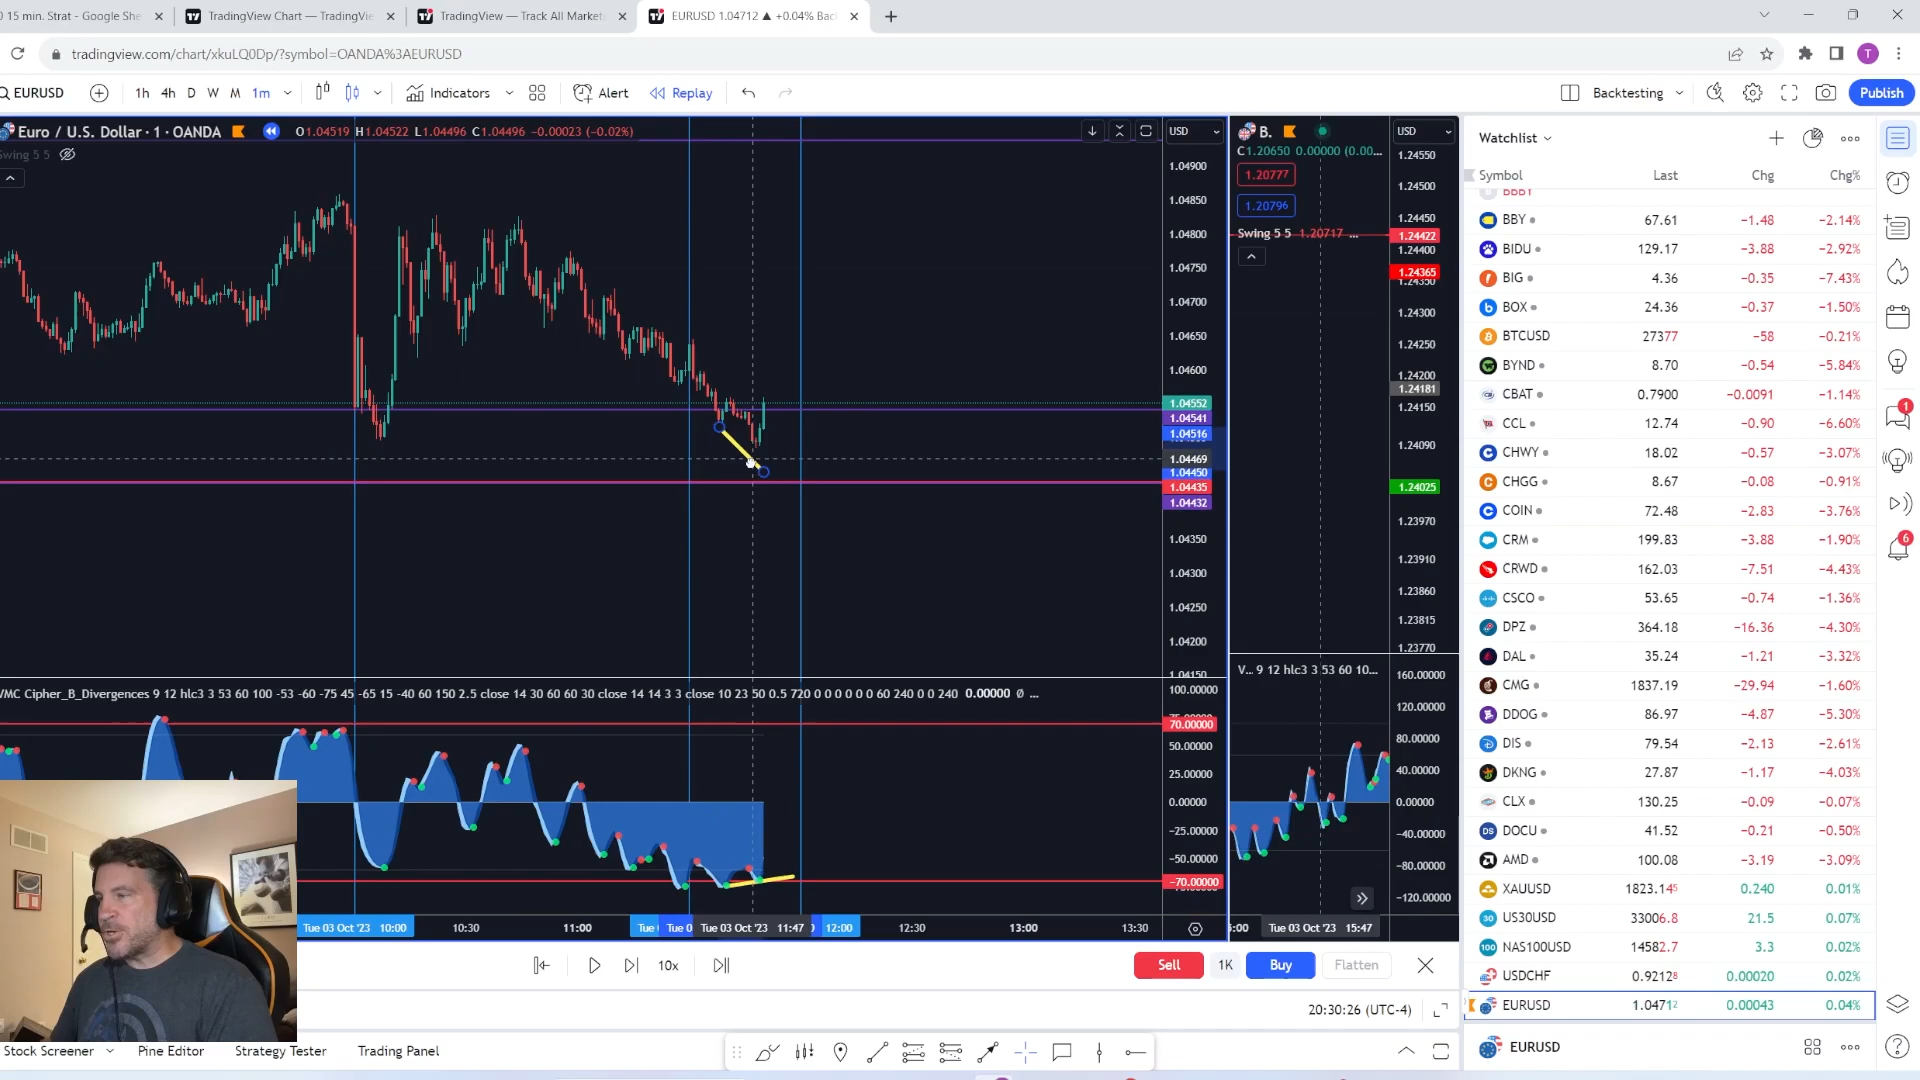 0 15 min. Strat - Google She
TradingView Chart — TradingVie
TradingView — Track All Market
EURUSD 1.04712 ▲ +0.04% Bac
tradingview.com/chart/xkuLQ0Dp/?symbol=OANDA%3AEURUSD
T
EURUSD 1h 4h D W M 1m Indicators Alert Replay Backtesting Publish
Euro / U.S. Dollar · 1 · OANDA O1.04519 H1.04522 L1.04496 C1.04496 −0.00023 (−0.02%)
Swing 5 5
USD
1.04900
1.04850
1.04800
1.04750
1.04700
1.04650
1.04600
1.04552
1.04541
1.04516
1.04469
1.04450
1.04435
1.04432
1.04350
1.04300
1.04250
1.04200
1.04150
VMC Cipher_B_Divergences 9 12 hlc3 3 53 60 100 -53 -60 -75 45 -65 15 -40 60 150 2.5 close 14 30 60 60 30 close 14 14 3 3 close 10 23 50 0.5 720 0 0 0 0 0 0 60 240 0 0 240 0.00000 Ø ...
100.00000
70.00000
50.00000
25.00000
0.00000
−25.00000
−50.00000
−70.00000
Tue 03 Oct '23 10:00 10:30 11:00 Tue Tue 0 Tue 03 Oct '23 11:47 12:00 12:30 13:00 13:30
B.
USD
C1.20650 0.00000 (0.00...
1.20777
1.20796
Swing 5 5 1.20717 ...
1.24550
1.24500
1.24450
1.24422
1.24400
1.24365
1.24350
1.24300
1.24250
1.24200
1.24181
1.24150
1.24090
1.24025
1.23970
1.23910
1.23860
1.23815
1.23770
V... 9 12 hlc3 3 53 60 10...
160.00000
120.00000
80.00000
40.00000
0.00000
−40.00000
−80.00000
−120.00000
:00 Tue 03 Oct '23 15:47
10x
Sell 1K Buy Flatten
20:30:26 (UTC-4)
Stock Screener Pine Editor Strategy Tester Trading Panel
Watchlist
Symbol Last Chg Chg%
BBBY
BBY 67.61 −1.48 −2.14%
BIDU 129.17 −3.88 −2.92%
BIG 4.36 −0.35 −7.43%
BOX 24.36 −0.37 −1.50%
BTCUSD 27377 −58 −0.21%
BYND 8.70 −0.54 −5.84%
CBAT 0.7900 −0.0091 −1.14%
CCL 12.74 −0.90 −6.60%
CHWY 18.02 −0.57 −3.07%
CHGG 8.67 −0.08 −0.91%
COIN 72.48 −2.83 −3.76%
CRM 199.83 −3.88 −1.90%
CRWD 162.03 −7.51 −4.43%
CSCO 53.65 −0.74 −1.36%
DPZ 364.18 −16.36 −4.30%
DAL 35.24 −1.21 −3.32%
CMG 1837.19 −29.94 −1.60%
DDOG 86.97 −4.87 −5.30%
DIS 79.54 −2.13 −2.61%
DKNG 27.87 −1.17 −4.03%
CLX 130.25 −0.09 −0.07%
DOCU 41.52 −0.21 −0.50%
AMD 100.08 −3.19 −3.09%
XAUUSD 1823.145 0.240 0.01%
US30USD 33006.8 21.5 0.07%
NAS100USD 14582.7 3.3 0.02%
USDCHF 0.92128 0.00020 0.02%
EURUSD 1.04712 0.00043 0.04%
EURUSD
1
6